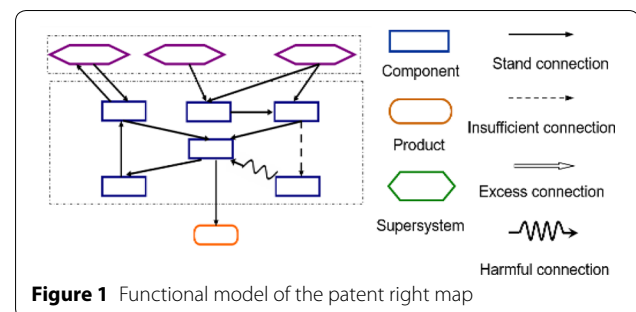 Component
Stand connection
Product
Insufficient connection
Excess connection
Supersystem
Harmful connection
Figure 1 Functional model of the patent right map